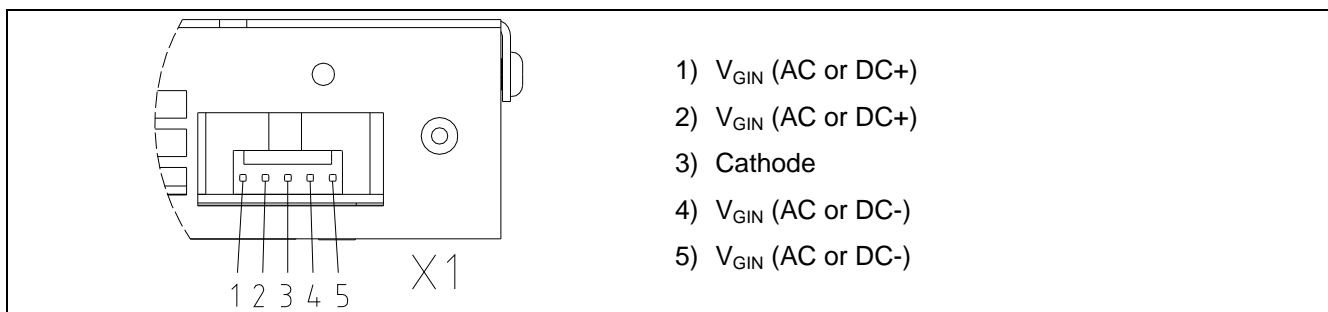 1) V_GIN (AC or DC+)
2) V_GIN (AC or DC+)
3) Cathode
4) V_GIN (AC or DC-)
5) V_GIN (AC or DC-)
X1
1 2 3 4 5